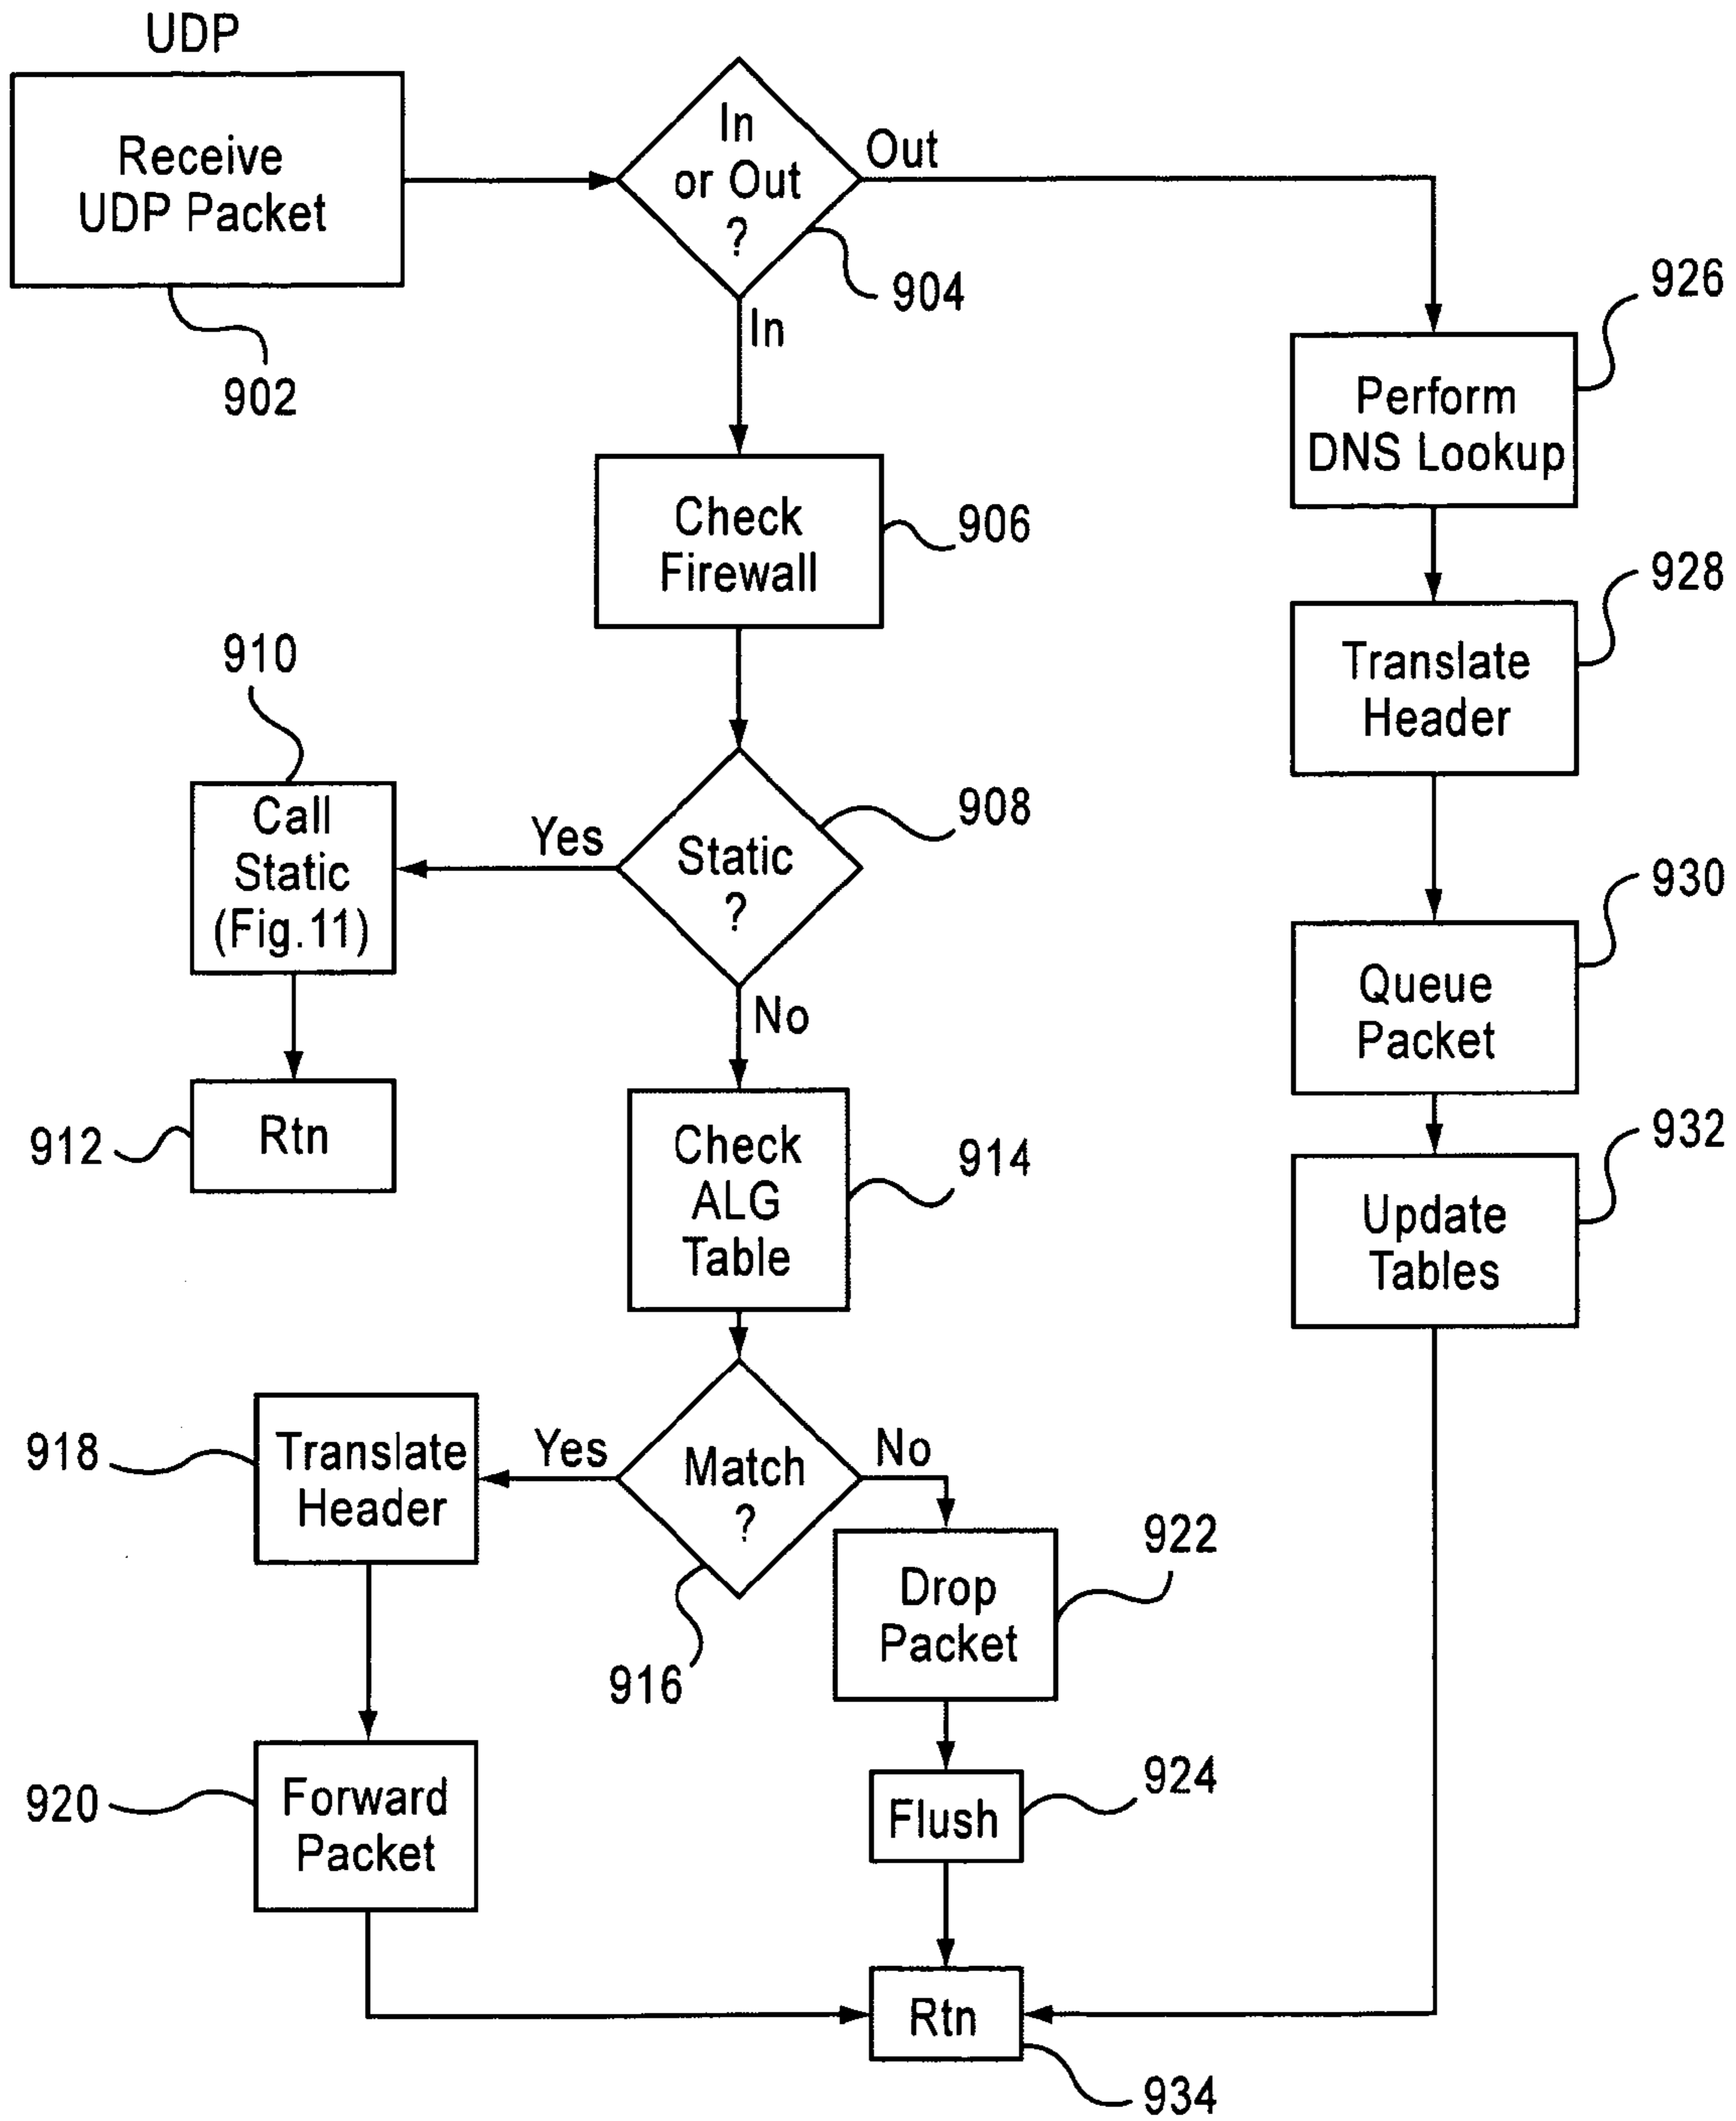 UDP
Receive
UDP Packet
902
In
or Out
?
904
Out
In
926
Perform
DNS Lookup
Check
Firewall
906
928
Translate
Header
910
Call
Static
(Fig.11)
Yes
Static
?
908
930
Queue
Packet
No
912
Rtn
Check
ALG
Table
914
932
Update
Tables
918
Translate
Header
Yes
Match
?
No
916
922
Drop
Packet
920
Forward
Packet
924
Flush
Rtn
934